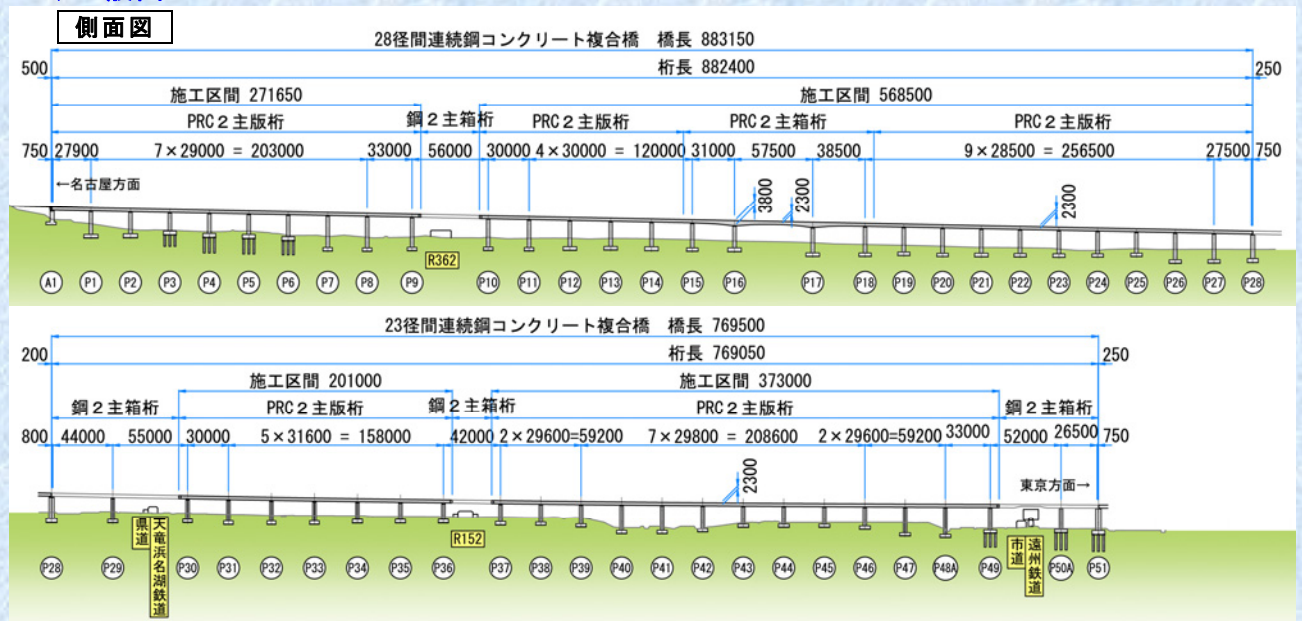 側面図
28径間連続鋼コンクリート複合橋 橋長 883150
500 桁長 882400 250
施工区間 271650 施工区間 568500
PRC2主版桁 鋼2主箱桁 PRC2主版桁 PRC2主箱桁 PRC2主版桁
750 27900 7×29000 = 203000 33000 56000 30000 4×30000 = 120000 31000 57500 38500 9×28500 = 256500 27500 750
←名古屋方面
3800 2300 2300
R362
A1 P1 P2 P3 P4 P5 P6 P7 P8 P9 P10 P11 P12 P13 P14 P15 P16 P17 P18 P19 P20 P21 P22 P23 P24 P25 P26 P27 P28
23径間連続鋼コンクリート複合橋 橋長 769500
200 桁長 769050 250
施工区間 201000 施工区間 373000
鋼2主箱桁 PRC2主版桁 鋼2主箱桁 PRC2主版桁 鋼2主箱桁
800 44000 55000 30000 5×31600 = 158000 42000 2×29600=59200 7×29800 = 208600 2×29600=59200 33000 52000 26500 750
2300
東京方面→
県道 天竜浜名湖鉄道 R152 市道 遠州鉄道
P28 P29 P30 P31 P32 P33 P34 P35 P36 P37 P38 P39 P40 P41 P42 P43 P44 P45 P46 P47 P48A P49 P50A P51